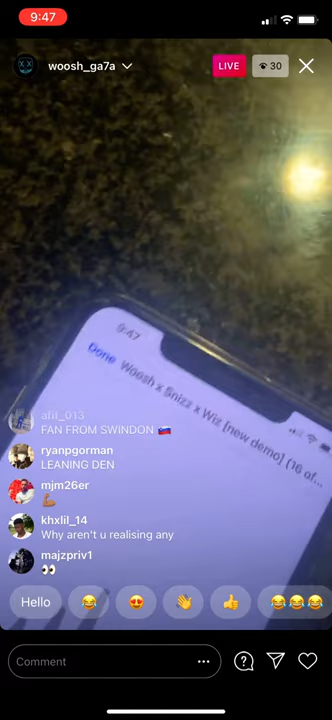 9:47
woosh_ga7a
LIVE
30
9:47
Done Woosh x Snizz x Wiz [new demo] (16 of...
afil_013
FAN FROM SWINDON 🇸🇮
ryanpgorman
LEANING DEN
mjm26er
💪🏾
khxlil_14
Why aren't u realising any
majzpriv1
👀
Hello 😂 😍 👋 👍 😂😂😂
Comment